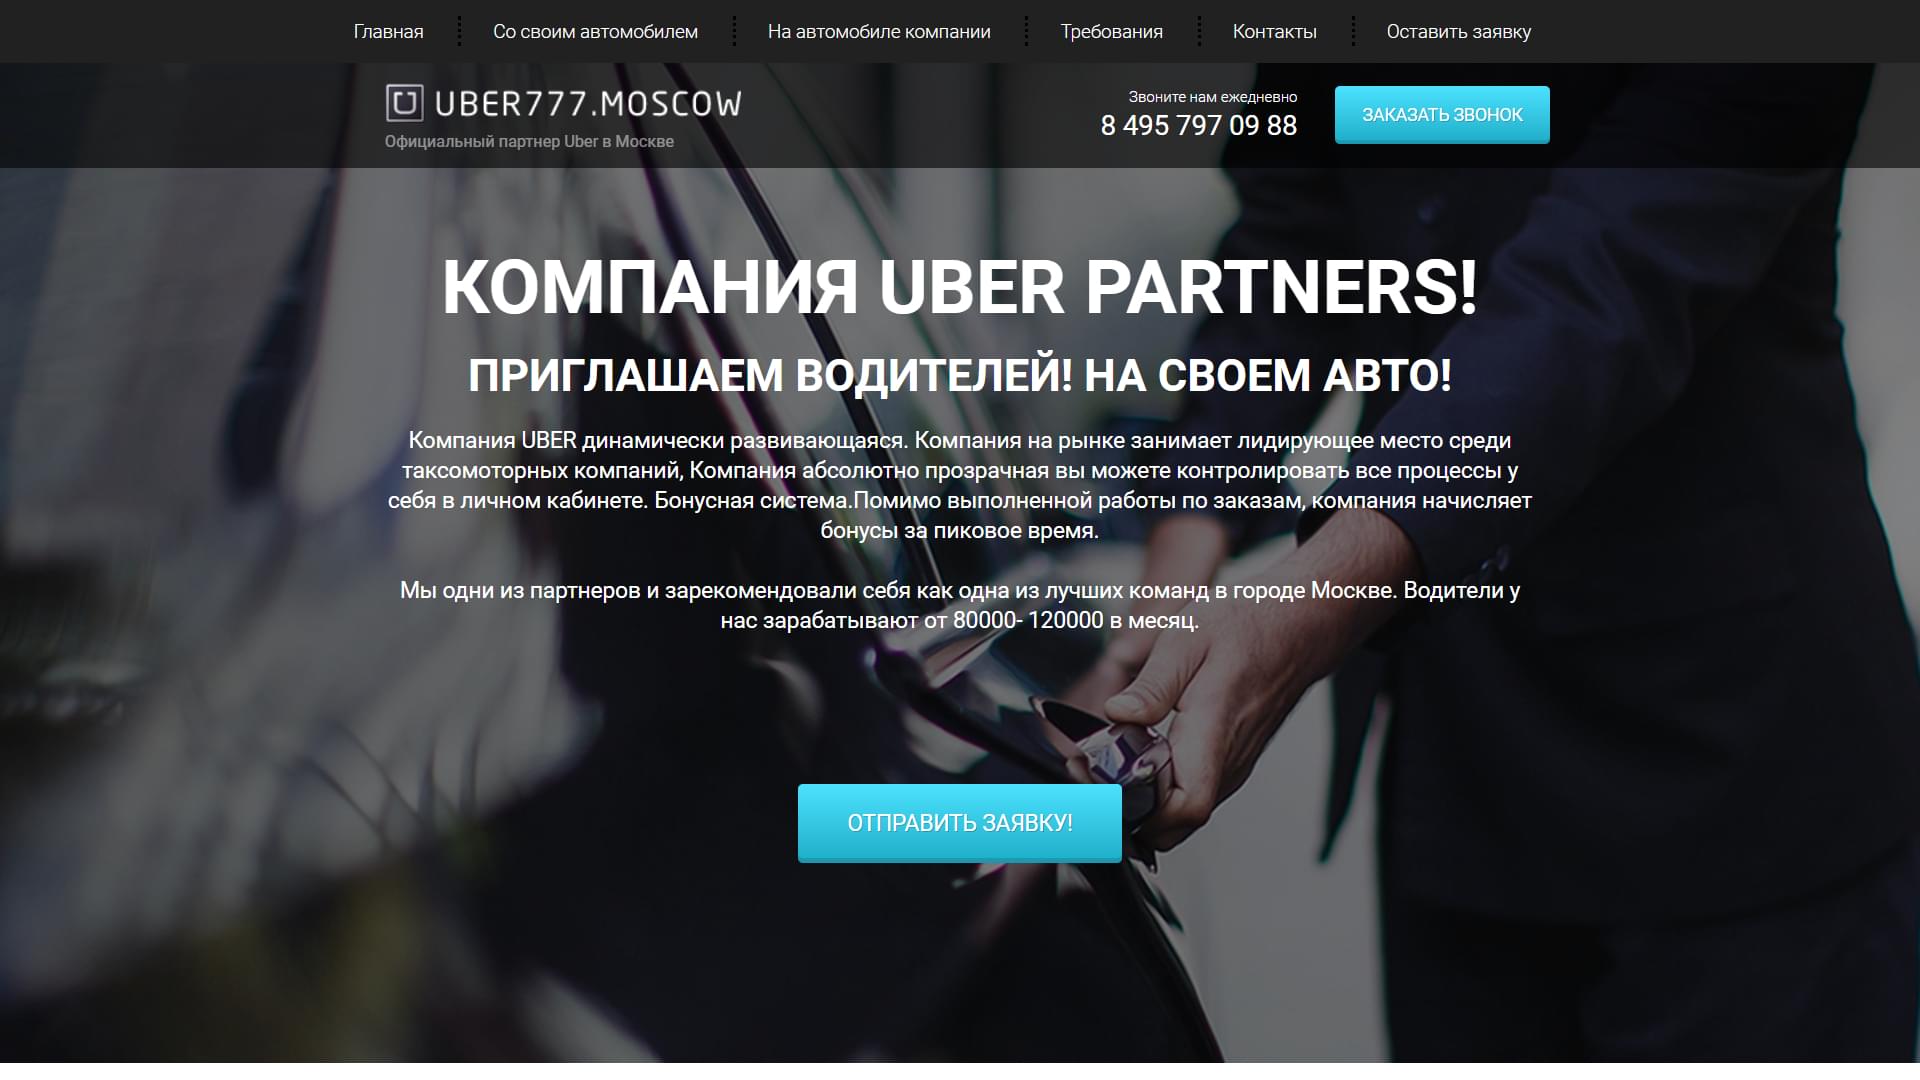 Главная
Со своим автомобилем
На автомобиле компании
Требования
Контакты
Оставить заявку
UBER777.MOSCOW
Официальный партнер Uber в Москве
Звоните нам ежедневно
8 495 797 09 88
ЗАКАЗАТЬ ЗВОНОК
КОМПАНИЯ UBER PARTNERS!
ПРИГЛАШАЕМ ВОДИТЕЛЕЙ! НА СВОЕМ АВТО!
Компания UBER динамически развивающаяся. Компания на рынке занимает лидирующее место среди
таксомоторных компаний, Компания абсолютно прозрачная вы можете контролировать все процессы у
себя в личном кабинете. Бонусная система.Помимо выполненной работы по заказам, компания начисляет
бонусы за пиковое время.
Мы одни из партнеров и зарекомендовали себя как одна из лучших команд в городе Москве. Водители у
нас зарабатывают от 80000- 120000 в месяц.
ОТПРАВИТЬ ЗАЯВКУ!